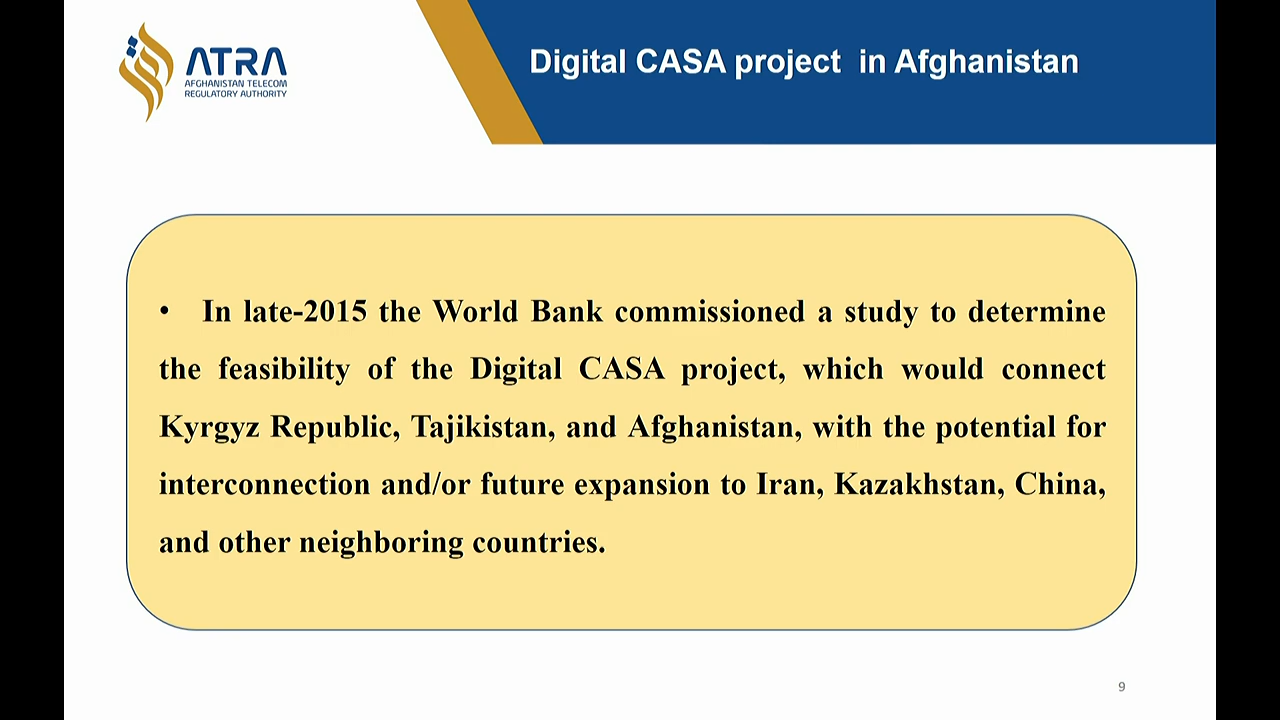 ATRA
AFGHANISTAN TELECOM
REGULATORY AUTHORITY
Digital CASA project  in Afghanistan
• In late-2015 the World Bank commissioned a study to determine
the feasibility of the Digital CASA project, which would connect
Kyrgyz Republic, Tajikistan, and Afghanistan, with the potential for
interconnection and/or future expansion to Iran, Kazakhstan, China,
and other neighboring countries.
9